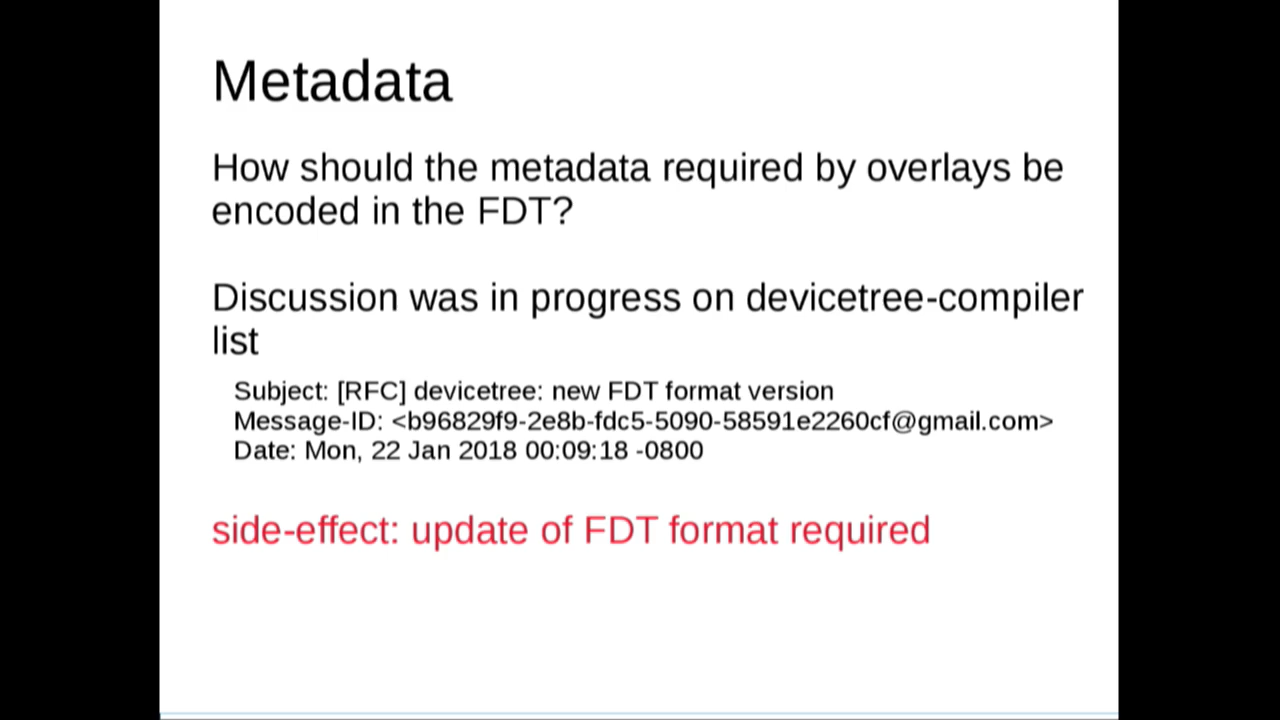 Metadata
How should the metadata required by overlays be
encoded in the FDT?
Discussion was in progress on devicetree-compiler
list
Subject: [RFC] devicetree: new FDT format version
Message-ID: <b96829f9-2e8b-fdc5-5090-58591e2260cf@gmail.com>
Date: Mon, 22 Jan 2018 00:09:18 -0800
side-effect: update of FDT format required